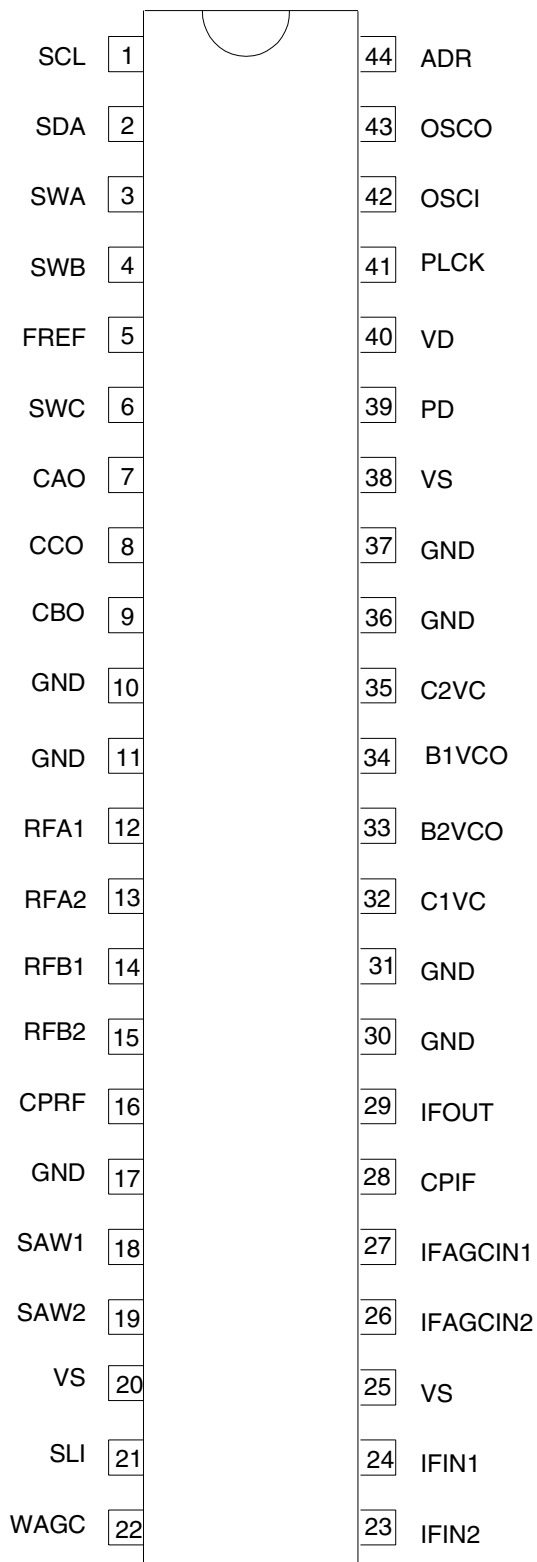 SCL 1 44 ADR
SDA 2 43 OSCO
SWA 3 42 OSCI
SWB 4 41 PLCK
FREF 5 40 VD
SWC 6 39 PD
CAO 7 38 VS
CCO 8 37 GND
CBO 9 36 GND
GND 10 35 C2VC
GND 11 34 B1VCO
RFA1 12 33 B2VCO
RFA2 13 32 C1VC
RFB1 14 31 GND
RFB2 15 30 GND
CPRF 16 29 IFOUT
GND 17 28 CPIF
SAW1 18 27 IFAGCIN1
SAW2 19 26 IFAGCIN2
VS 20 25 VS
SLI 21 24 IFIN1
WAGC 22 23 IFIN2